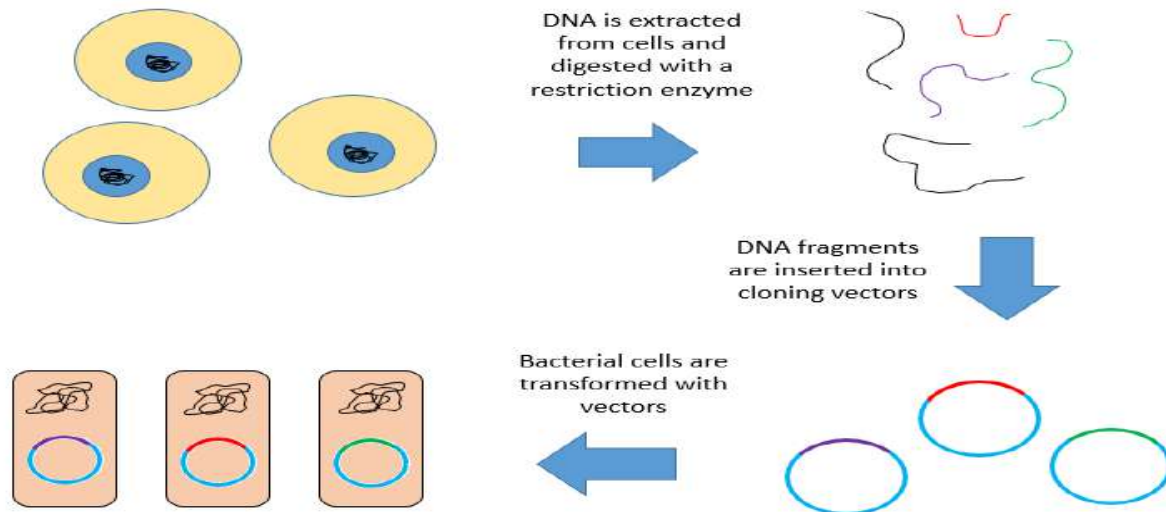 DNA is extracted
from cells and
digested with a
restriction enzyme
DNA fragments
are inserted into
cloning vectors
Bacterial cells are
transformed with
vectors